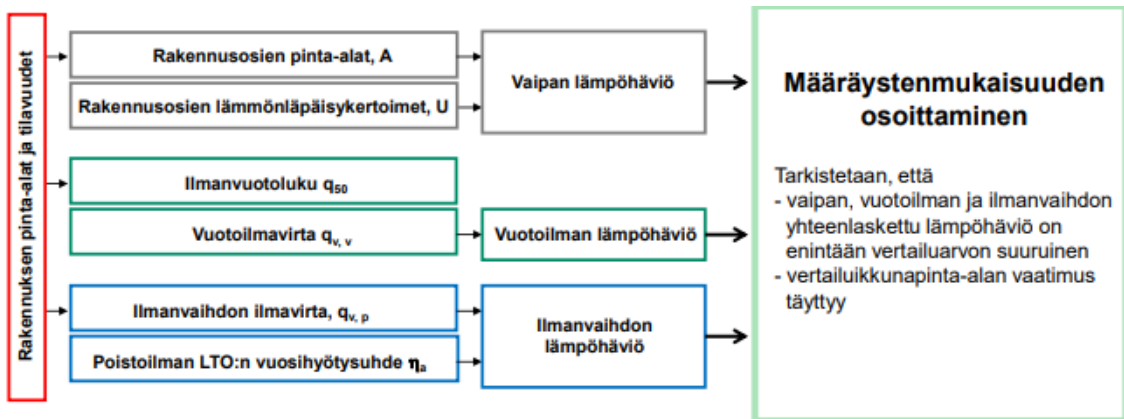 Rakennuksen pinta-alat ja tilavuudet
Rakennusosien pinta-alat, A
Rakennusosien lämmönläpäisykertoimet, U
Vaipan lämpöhäviö
Ilmanvuotoluku q50
Vuotoilmavirta qv, v
Vuotoilman lämpöhäviö
Ilmanvaihdon ilmavirta, qv, p
Poistoilman LTO:n vuosihyötysuhde ηa
Ilmanvaihdon
lämpöhäviö
Määräystenmukaisuuden
osoittaminen
Tarkistetaan, että
- vaipan, vuotoilman ja ilmanvaihdon
yhteenlaskettu lämpöhäviö on
enintään vertailuarvon suuruinen
- vertailuikkunapinta-alan vaatimus
täyttyy